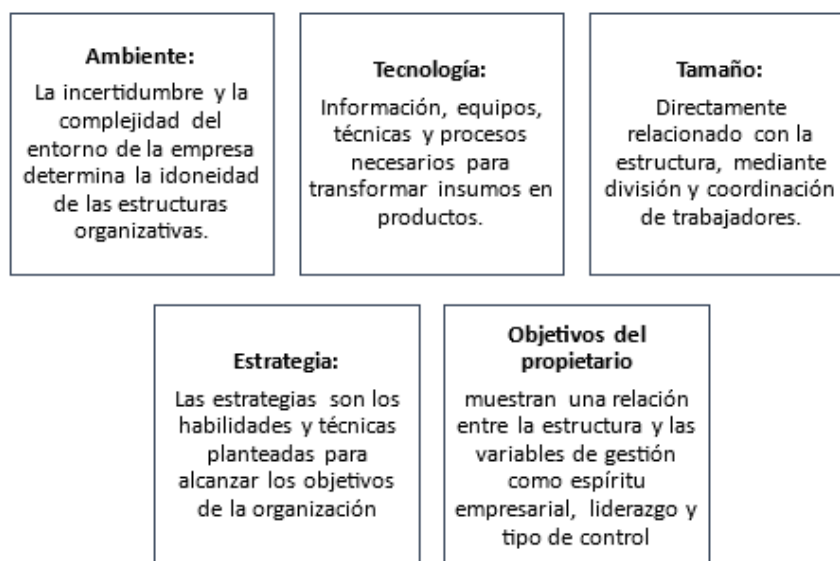 Ambiente:
La incertidumbre y la
complejidad del
entorno de la empresa
determina la idoneidad
de las estructuras
organizativas.
Tecnología:
Información, equipos,
técnicas y procesos
necesarios para
transformar insumos en
productos.
Tamaño:
Directamente
relacionado con la
estructura, mediante
división y coordinación
de trabajadores.
Estrategia:
Las estrategias son los
habilidades y técnicas
planteadas para
alcanzar los objetivos
de la organización
Objetivos del
propietario
muestran una relación
entre la estructura y las
variables de gestión
como espíritu
empresarial, liderazgo y
tipo de control